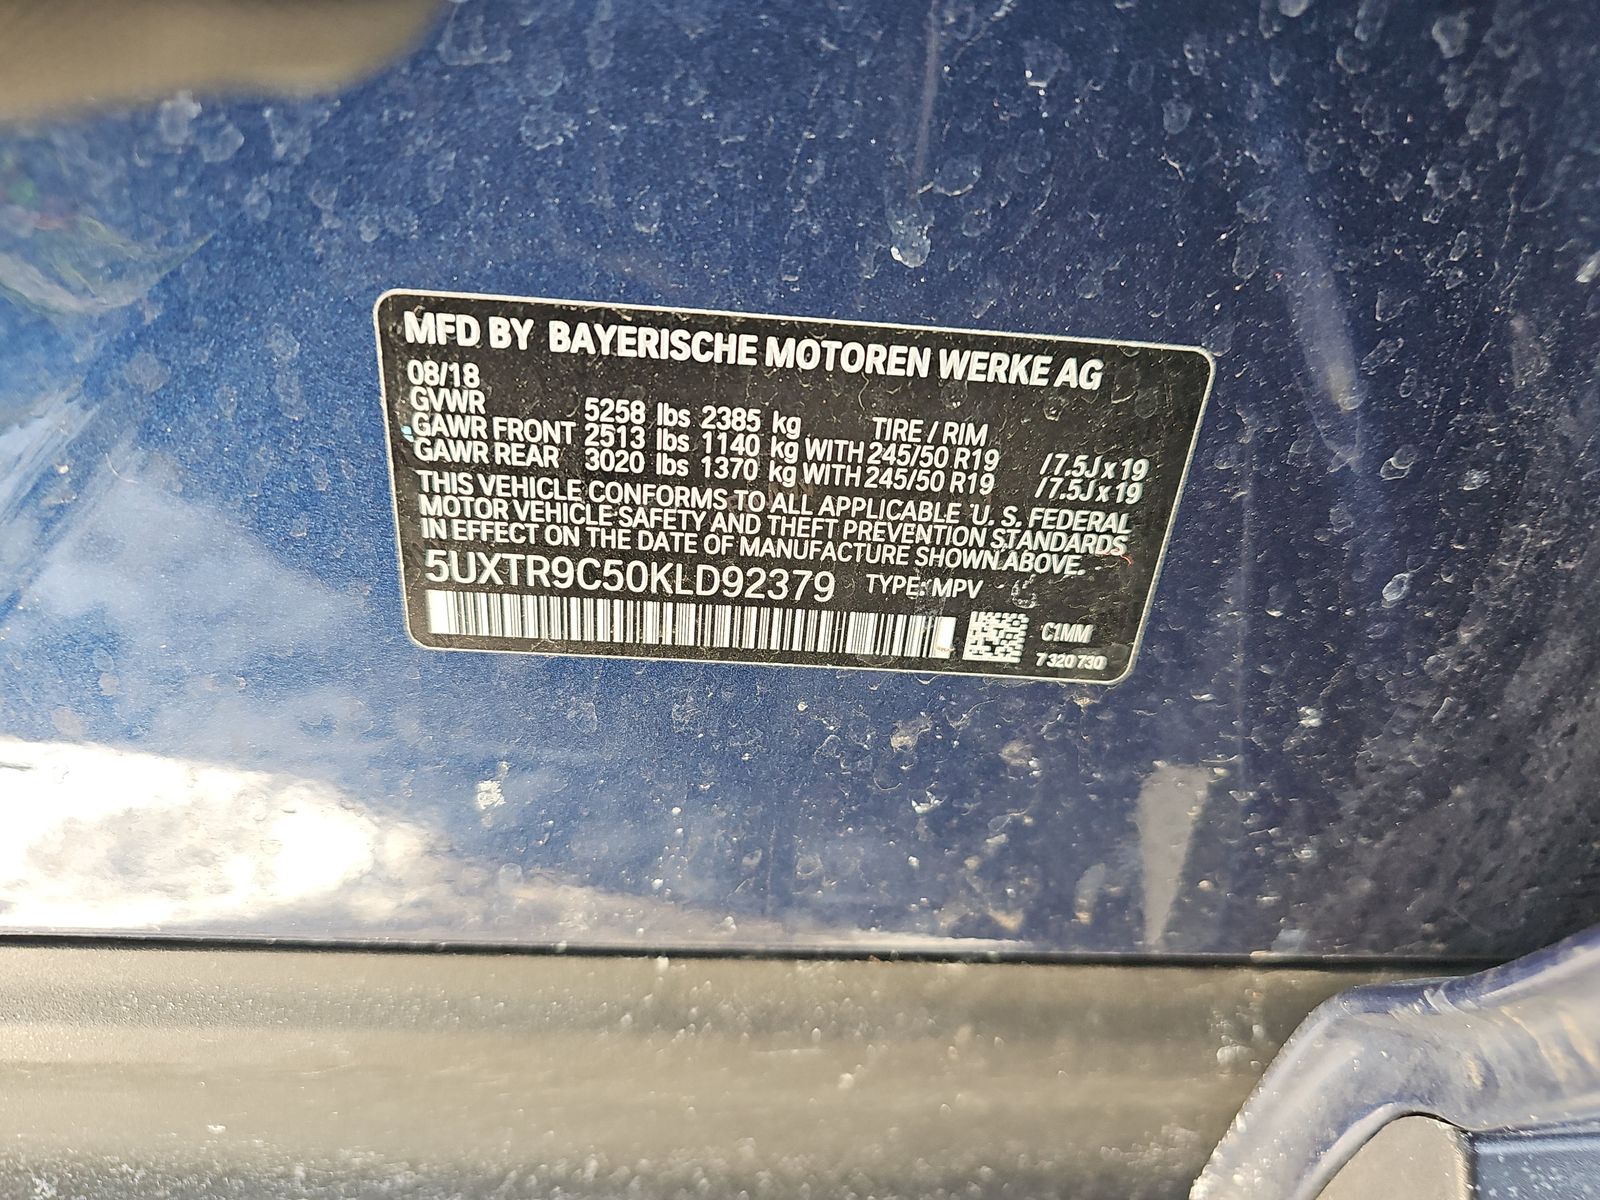 MFD BY BAYERISCHE MOTOREN WERKE AG
08/18
GVWR 5258 lbs 2385 kg TIRE / RIM
GAWR FRONT 2513 lbs 1140 kg WITH 245/50 R19 / 7.5J x 19
GAWR REAR 3020 lbs 1370 kg WITH 245/50 R19 / 7.5J x 19
THIS VEHICLE CONFORMS TO ALL APPLICABLE U. S. FEDERAL
MOTOR VEHICLE SAFETY AND THEFT PREVENTION STANDARDS
IN EFFECT ON THE DATE OF MANUFACTURE SHOWN ABOVE.
5UXTR9C50KLD92379 TYPE: MPV
C1MM
7 320 730